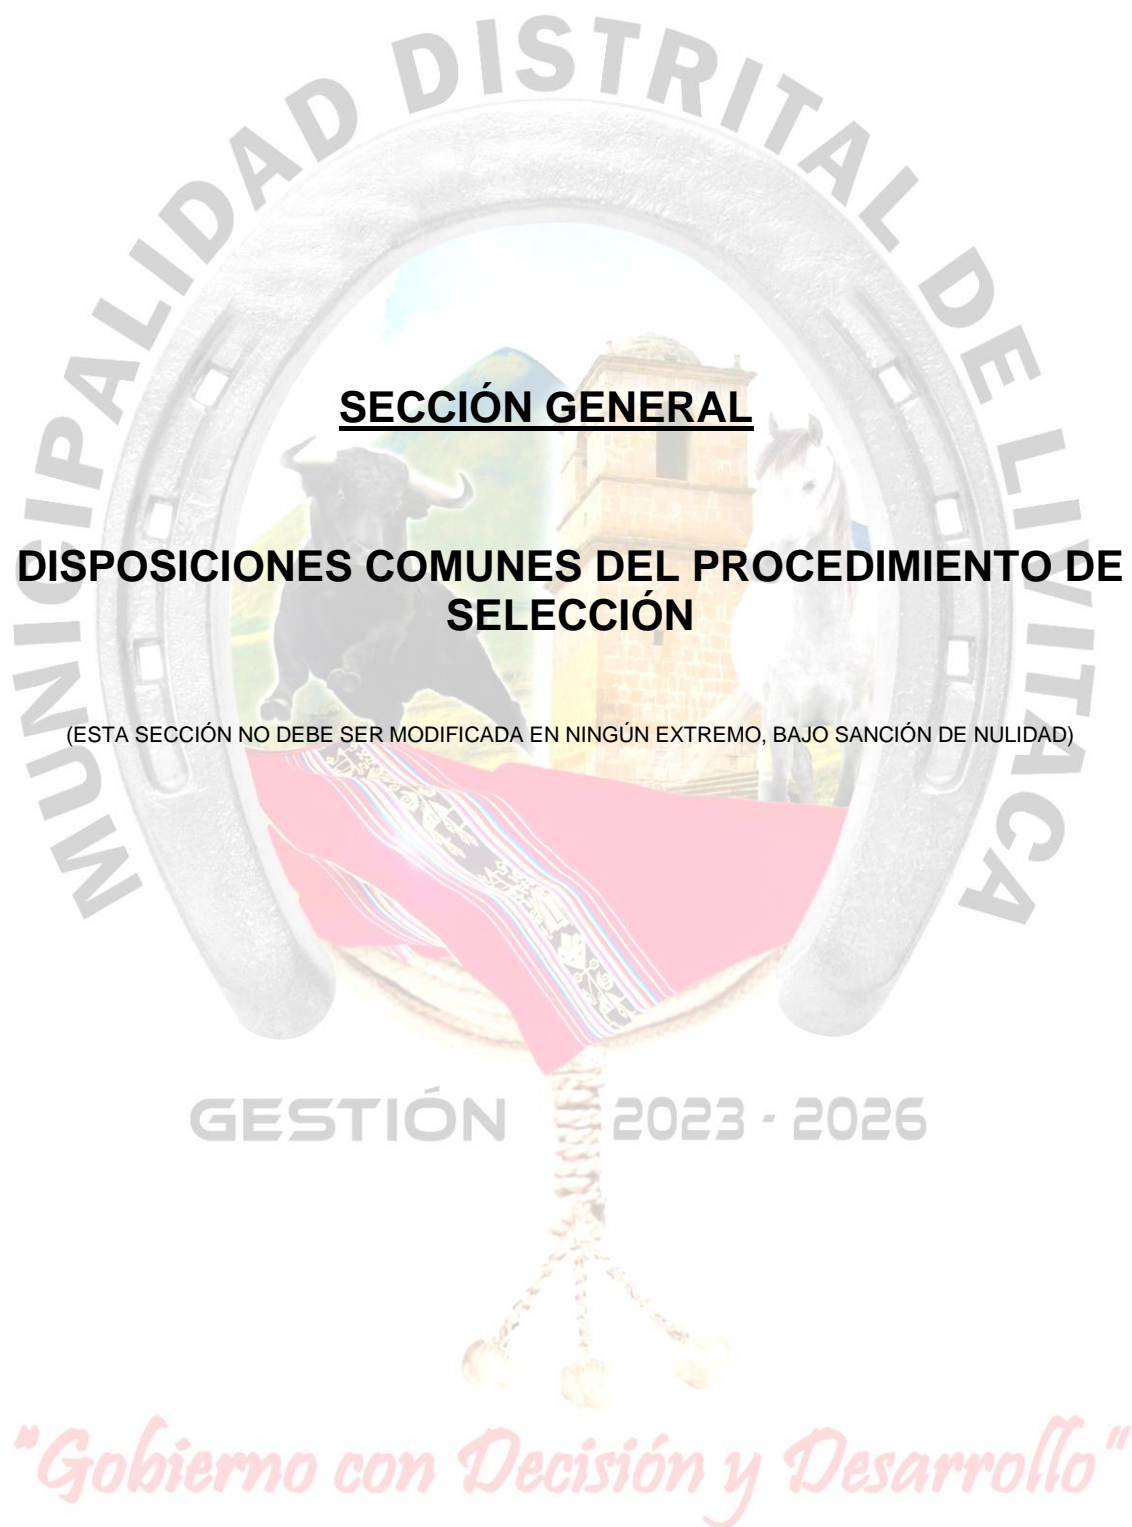 MUNICIPALIDAD DISTRITAL DE LIVITACA
SECCIÓN GENERAL
DISPOSICIONES COMUNES DEL PROCEDIMIENTO DE
SELECCIÓN
(ESTA SECCIÓN NO DEBE SER MODIFICADA EN NINGÚN EXTREMO, BAJO SANCIÓN DE NULIDAD)
GESTIÓN 2023 - 2026
"Gobierno con Decisión y Desarrollo"